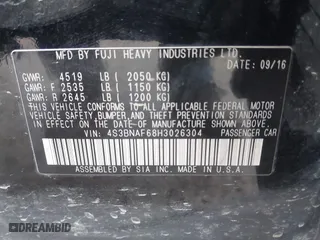 MFD BY FUJI HEAVY INDUSTRIES LTD.
DATE: 09/16
GVWR: 4519 LB ( 2050 KG)
GAWR: F 2535 LB ( 1150 KG)
GAWR: R 2645 LB ( 1200 KG)
THIS VEHICLE CONFORMS TO ALL APPLICABLE FEDERAL MOTOR
VEHICLE SAFETY, BUMPER, AND THEFT PREVENTION STANDARDS
IN EFFECT ON THE DATE OF MANUFACTURE SHOWN ABOVE.
VIN: 4S3BNAF68H3026304 PASSENGER CAR
ASSEMBLED BY SIA INC. MADE IN U.S.A.
DREAMBID